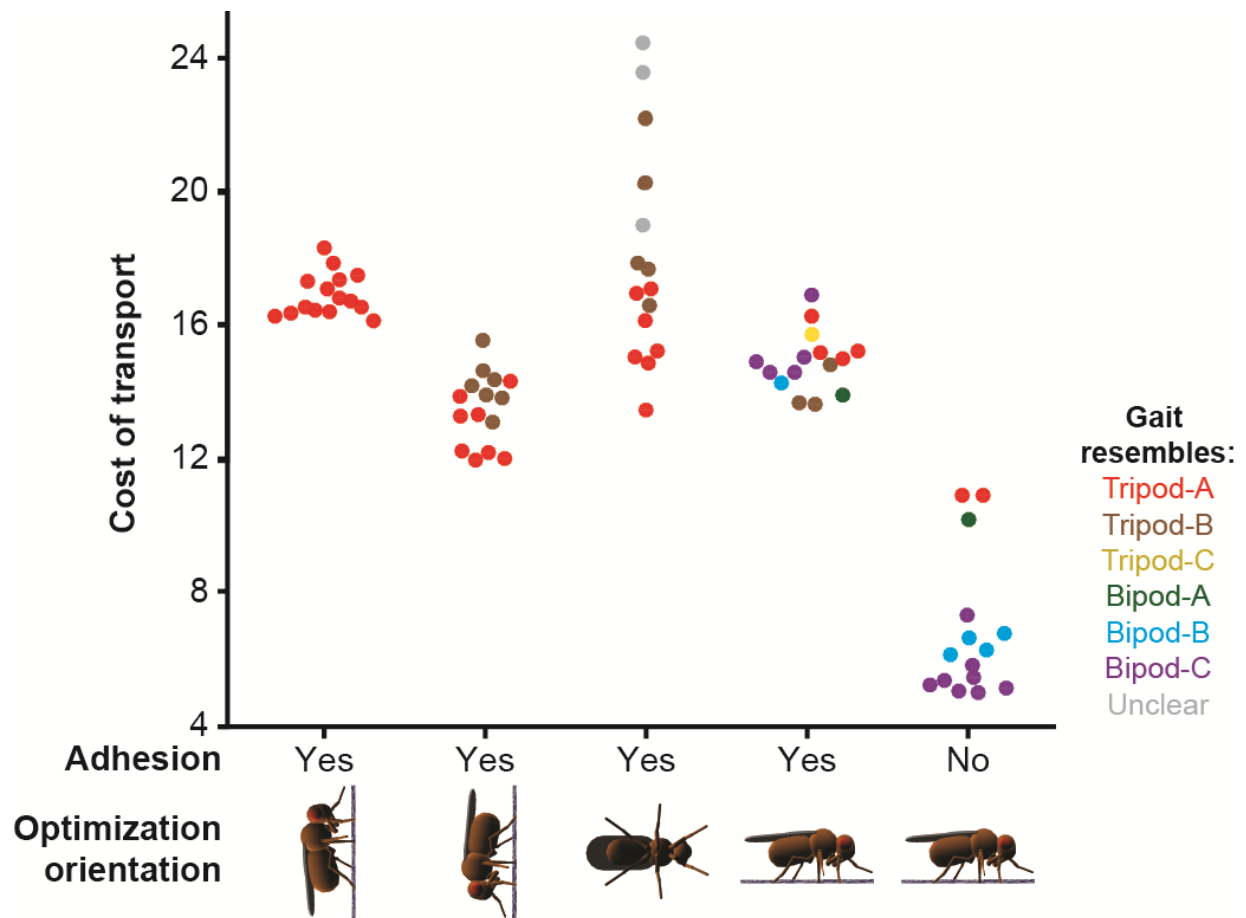 24
20
16
12
8
4
Cost of transport
Gait
resembles:
Tripod-A
Tripod-B
Tripod-C
Bipod-A
Bipod-B
Bipod-C
Unclear
Adhesion Yes Yes Yes Yes No
Optimization
orientation